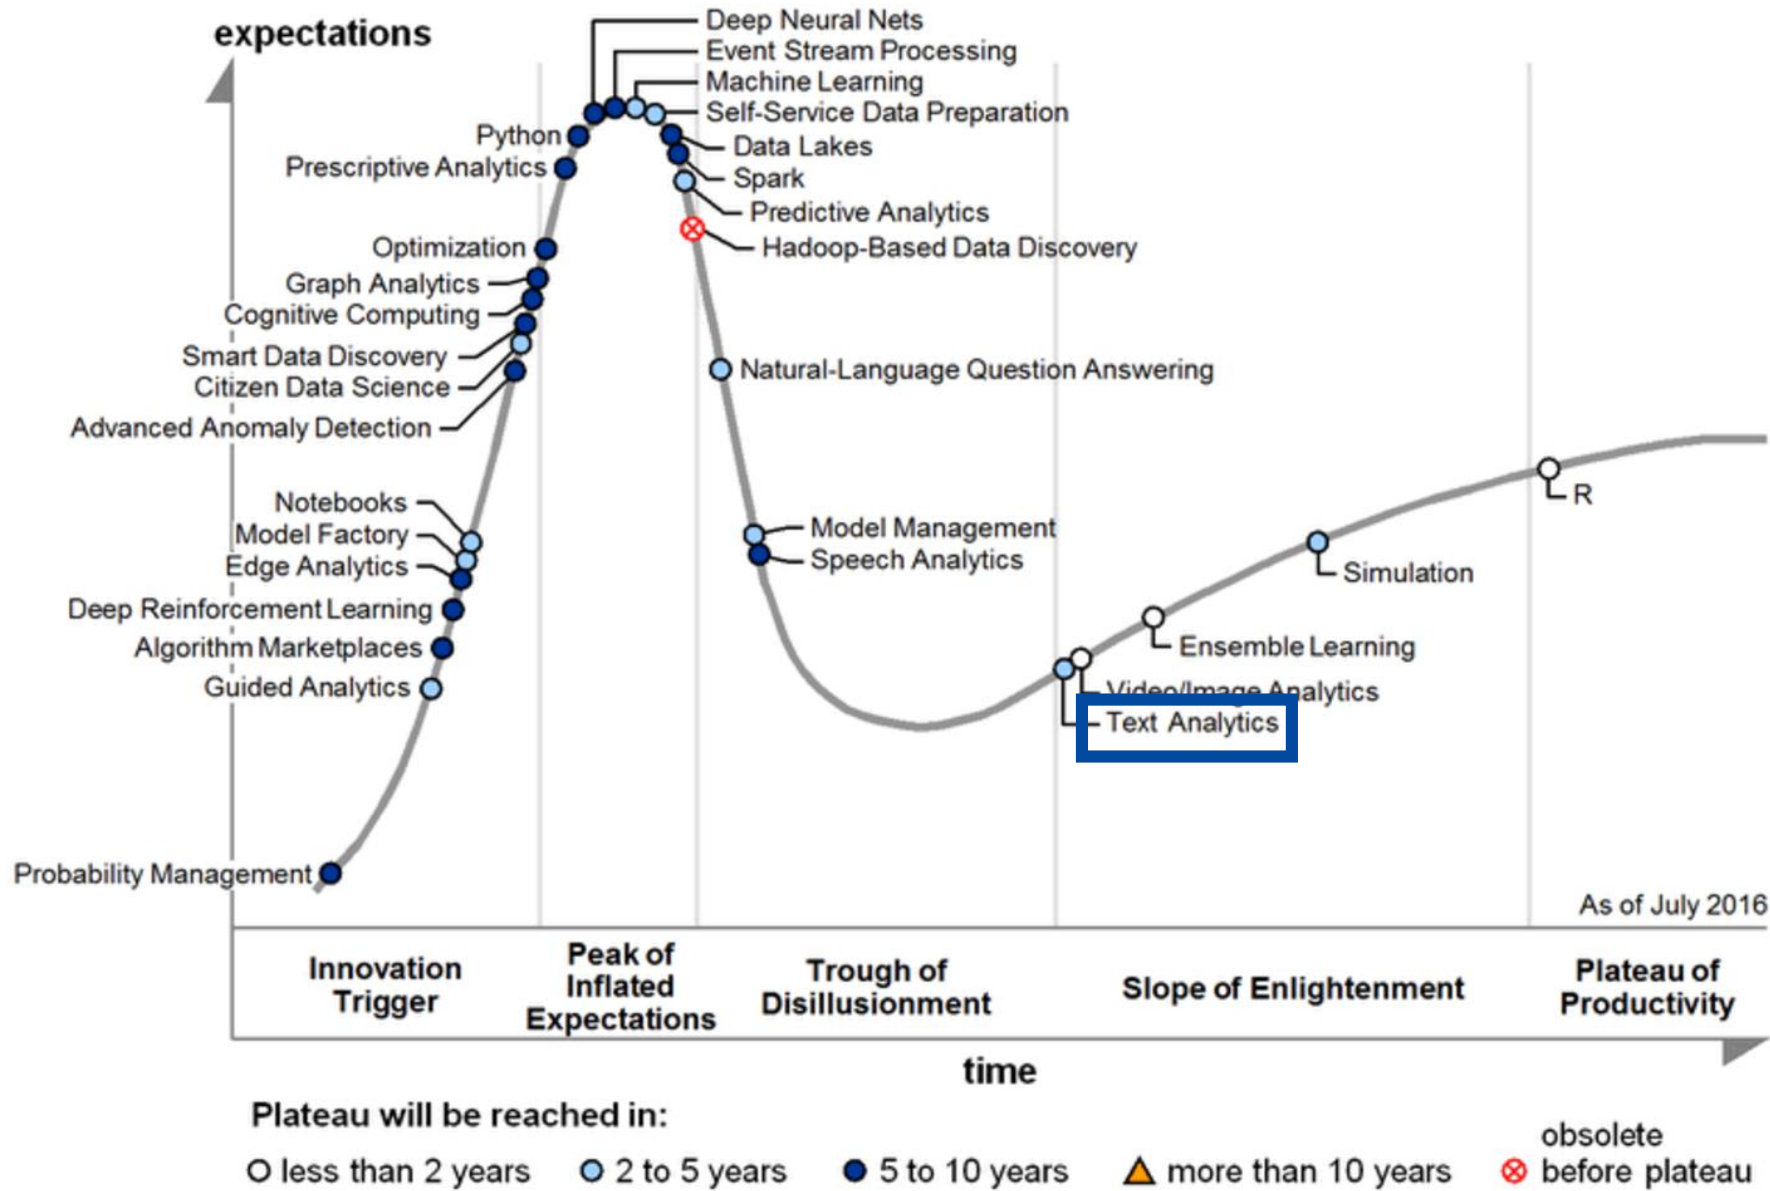 expectations
Deep Neural Nets
Event Stream Processing
Machine Learning
Self-Service Data Preparation
Python
Data Lakes
Prescriptive Analytics
Spark
Predictive Analytics
Optimization
Hadoop-Based Data Discovery
Graph Analytics
Cognitive Computing
Smart Data Discovery
Natural-Language Question Answering
Citizen Data Science
Advanced Anomaly Detection
Notebooks
R
Model Factory
Model Management
Edge Analytics
Speech Analytics
Simulation
Deep Reinforcement Learning
Algorithm Marketplaces
Ensemble Learning
Guided Analytics
Video/Image Analytics
Text Analytics
Probability Management
As of July 2016
Innovation
Trigger
Peak of
Inflated
Expectations
Trough of
Disillusionment
Slope of Enlightenment
Plateau of
Productivity
time
Plateau will be reached in:
less than 2 years
2 to 5 years
5 to 10 years
more than 10 years
obsolete
before plateau